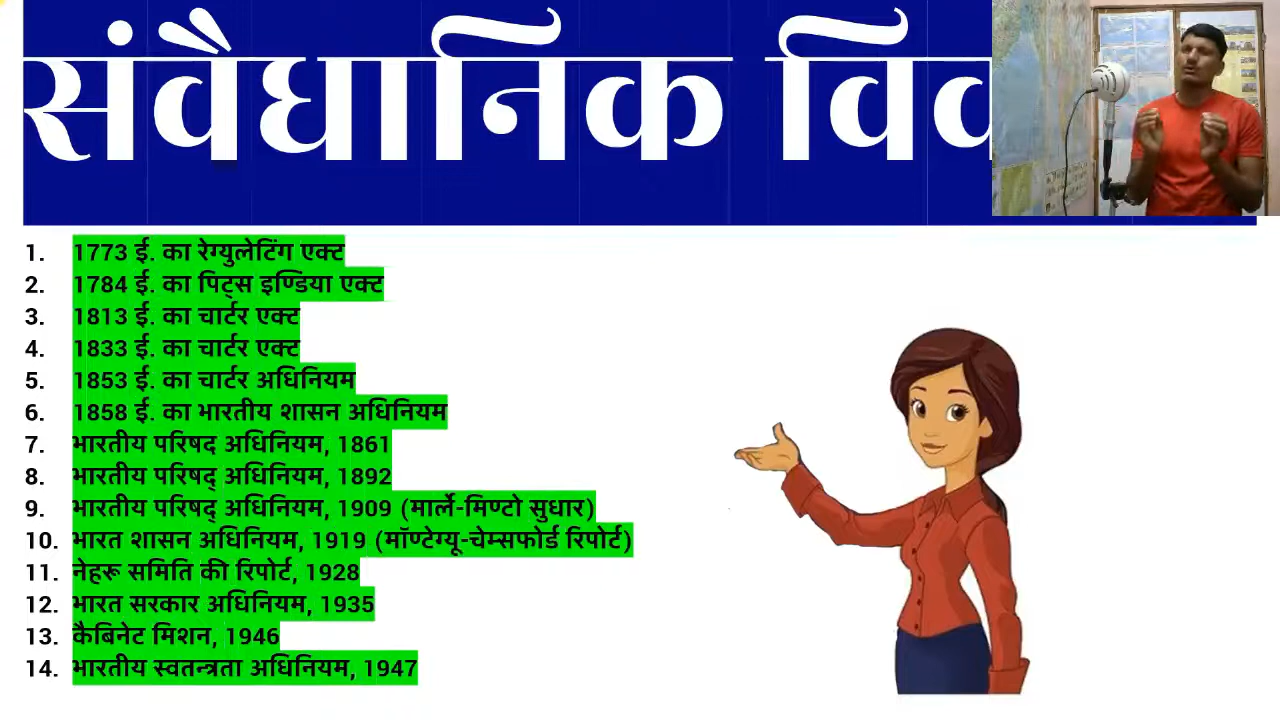 संवैधानिक
1. 1773 ई. का रेग्युलेटिंग एक्ट
2. 1784 ई. का पिट्स इण्डिया एक्ट
3. 1813 ई. का चार्टर एक्ट
4. 1833 ई. का चार्टर एक्ट
5. 1853 ई. का चार्टर अधिनियम
6. 1858 ई. का भारतीय शासन अधिनियम
7. भारतीय परिषद अधिनियम, 1861
8. भारतीय परिषद् अधिनियम, 1892
9. भारतीय परिषद् अधिनियम, 1909 (मार्ले-मिण्टो सुधार)
10. भारत शासन अधिनियम, 1919 (मॉण्टेग्यू-चेम्सफोर्ड रिपोर्ट)
11. नेहरू समिति की रिपोर्ट, 1928
12. भारत सरकार अधिनियम, 1935
13. कैबिनेट मिशन, 1946
14. भारतीय स्वतन्त्रता अधिनियम, 1947